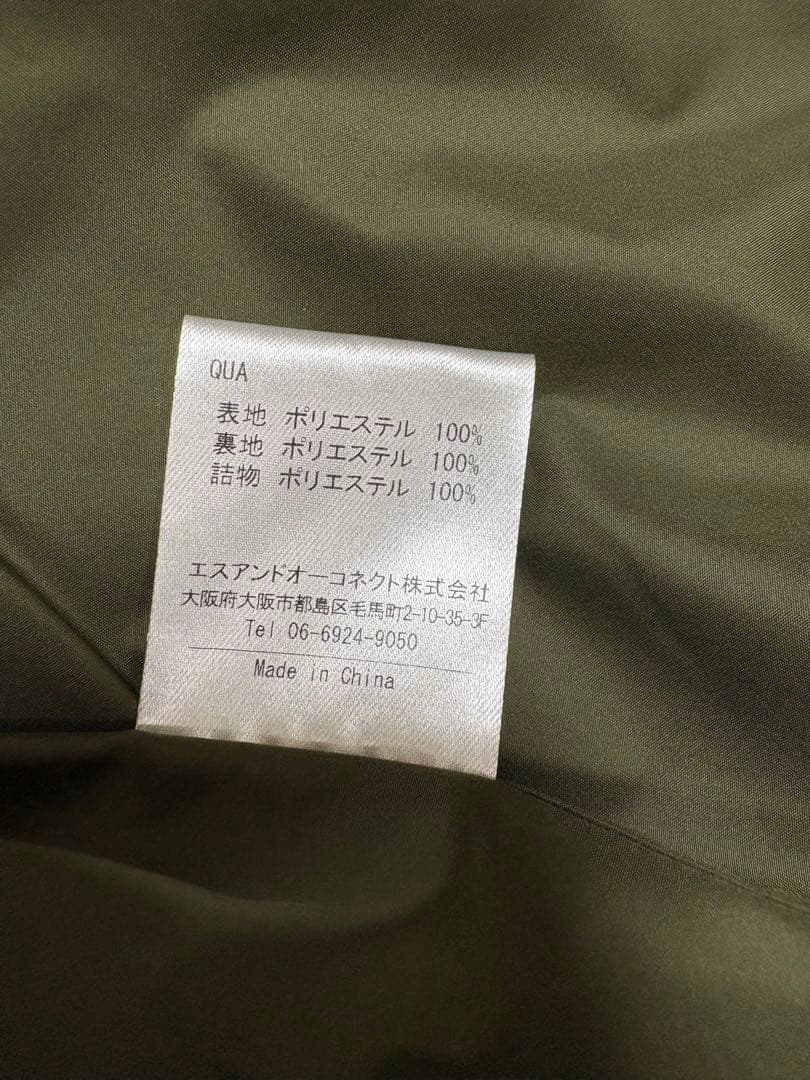 QUA
表地 ポリエステル 100%
裏地 ポリエステル 100%
詰物 ポリエステル 100%
エスアンドオーコネクト株式会社
大阪府大阪市都島区毛馬町2-10-35-3F
Tel 06-6924-9050
Made in China